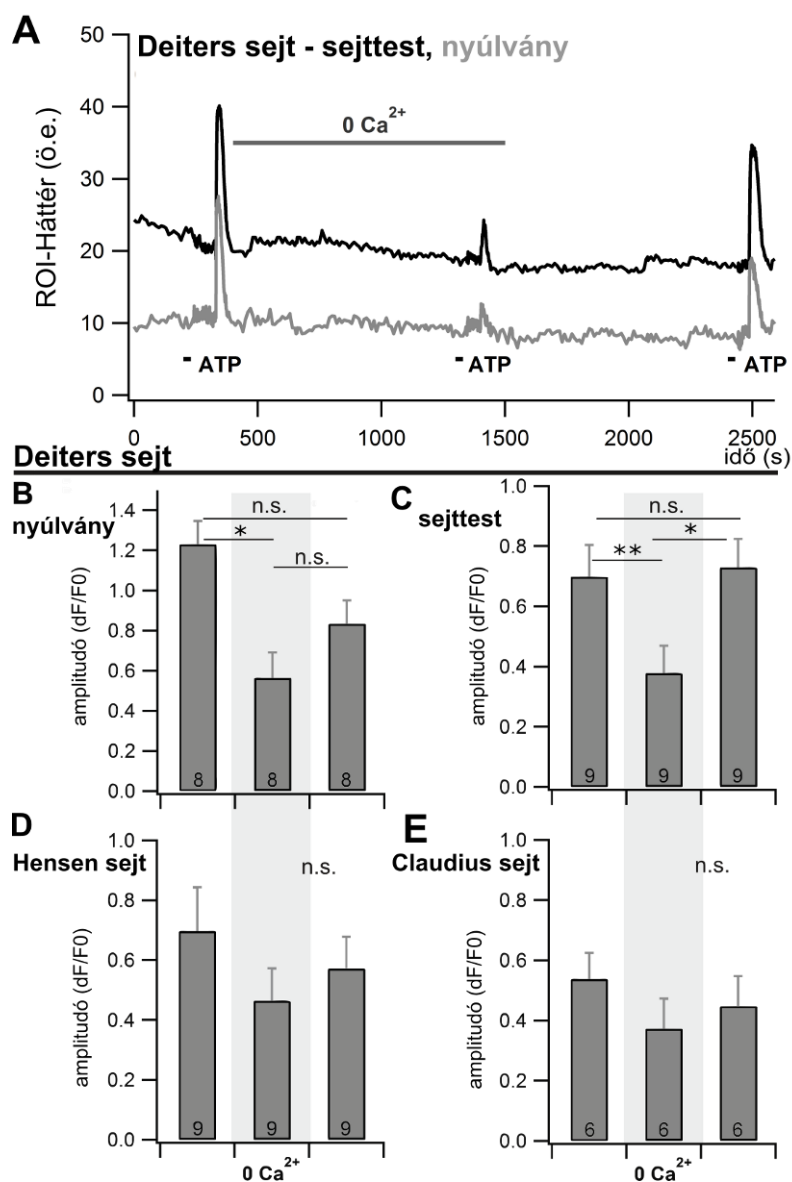 A
Deiters sejt - sejttest, nyúlvány
ROI-Háttér (ö.e.)
50
40
30
20
10
0
0 Ca²⁺
- ATP
- ATP
- ATP
0
500
1000
1500
2000
2500
idő (s)
Deiters sejt
B
nyúlvány
amplitudó (dF/F0)
1.4
1.2
1.0
0.8
0.6
0.4
0.2
0.0
n.s.
*
n.s.
8
8
8
C
sejttest
amplitudó (dF/F0)
1.0
0.8
0.6
0.4
0.2
0.0
n.s.
**
*
9
9
9
D
Hensen sejt
amplitudó (dF/F0)
1.0
0.8
0.6
0.4
0.2
0.0
n.s.
9
9
9
0 Ca²⁺
E
Claudius sejt
amplitudó (dF/F0)
1.0
0.8
0.6
0.4
0.2
0.0
n.s.
6
6
6
0 Ca²⁺